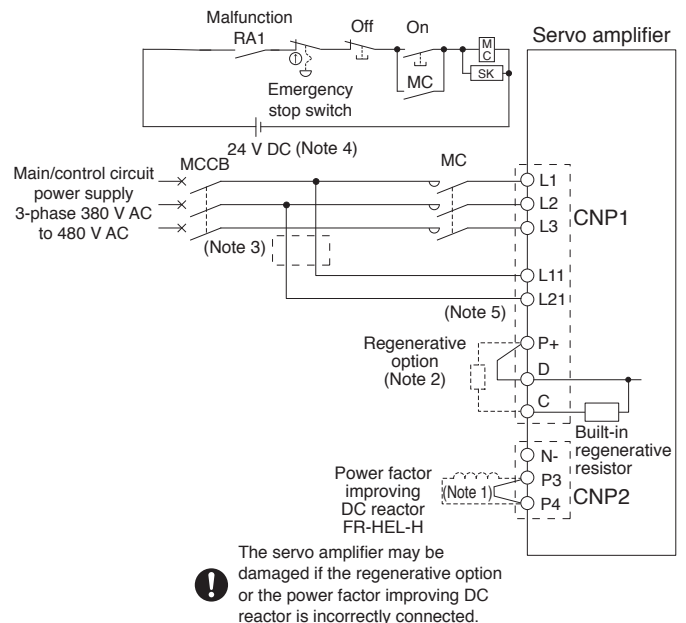 Malfunction
RA1
Off
On
MC
SK
MC
Emergency
stop switch
24 V DC (Note 4)
Servo amplifier
Main/control circuit
power supply
3-phase 380 V AC
to 480 V AC
MCCB
MC
(Note 3)
L1
L2
L3
CNP1
L11
L21
(Note 5)
Regenerative
option
(Note 2)
P+
D
C
Built-in
regenerative
resistor
Power factor
improving
DC reactor
FR-HEL-H
(Note 1)
N-
P3
P4
CNP2
The servo amplifier may be
damaged if the regenerative option
or the power factor improving DC
reactor is incorrectly connected.